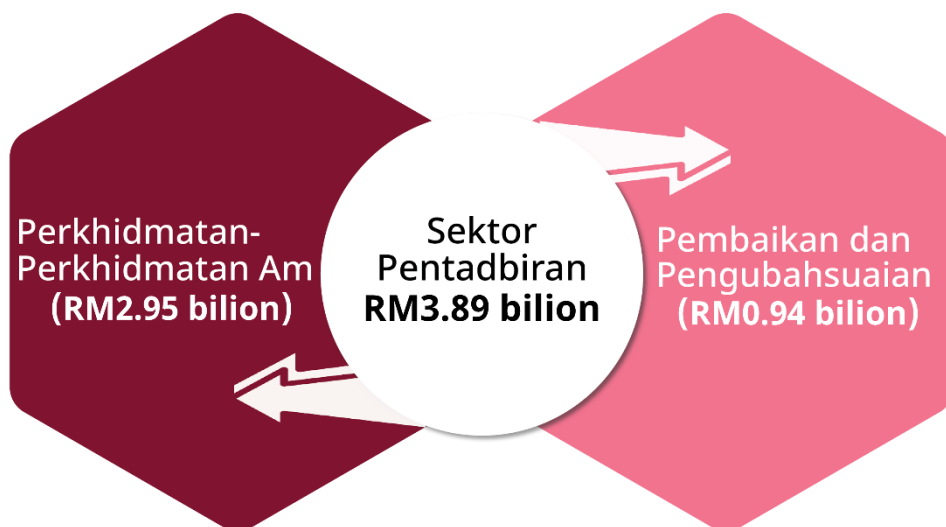 Perkhidmatan-
Perkhidmatan Am
(RM2.95 bilion)
Sektor
Pentadbiran
RM3.89 bilion
Pembaikan dan
Pengubahsuaian
(RM0.94 bilion)